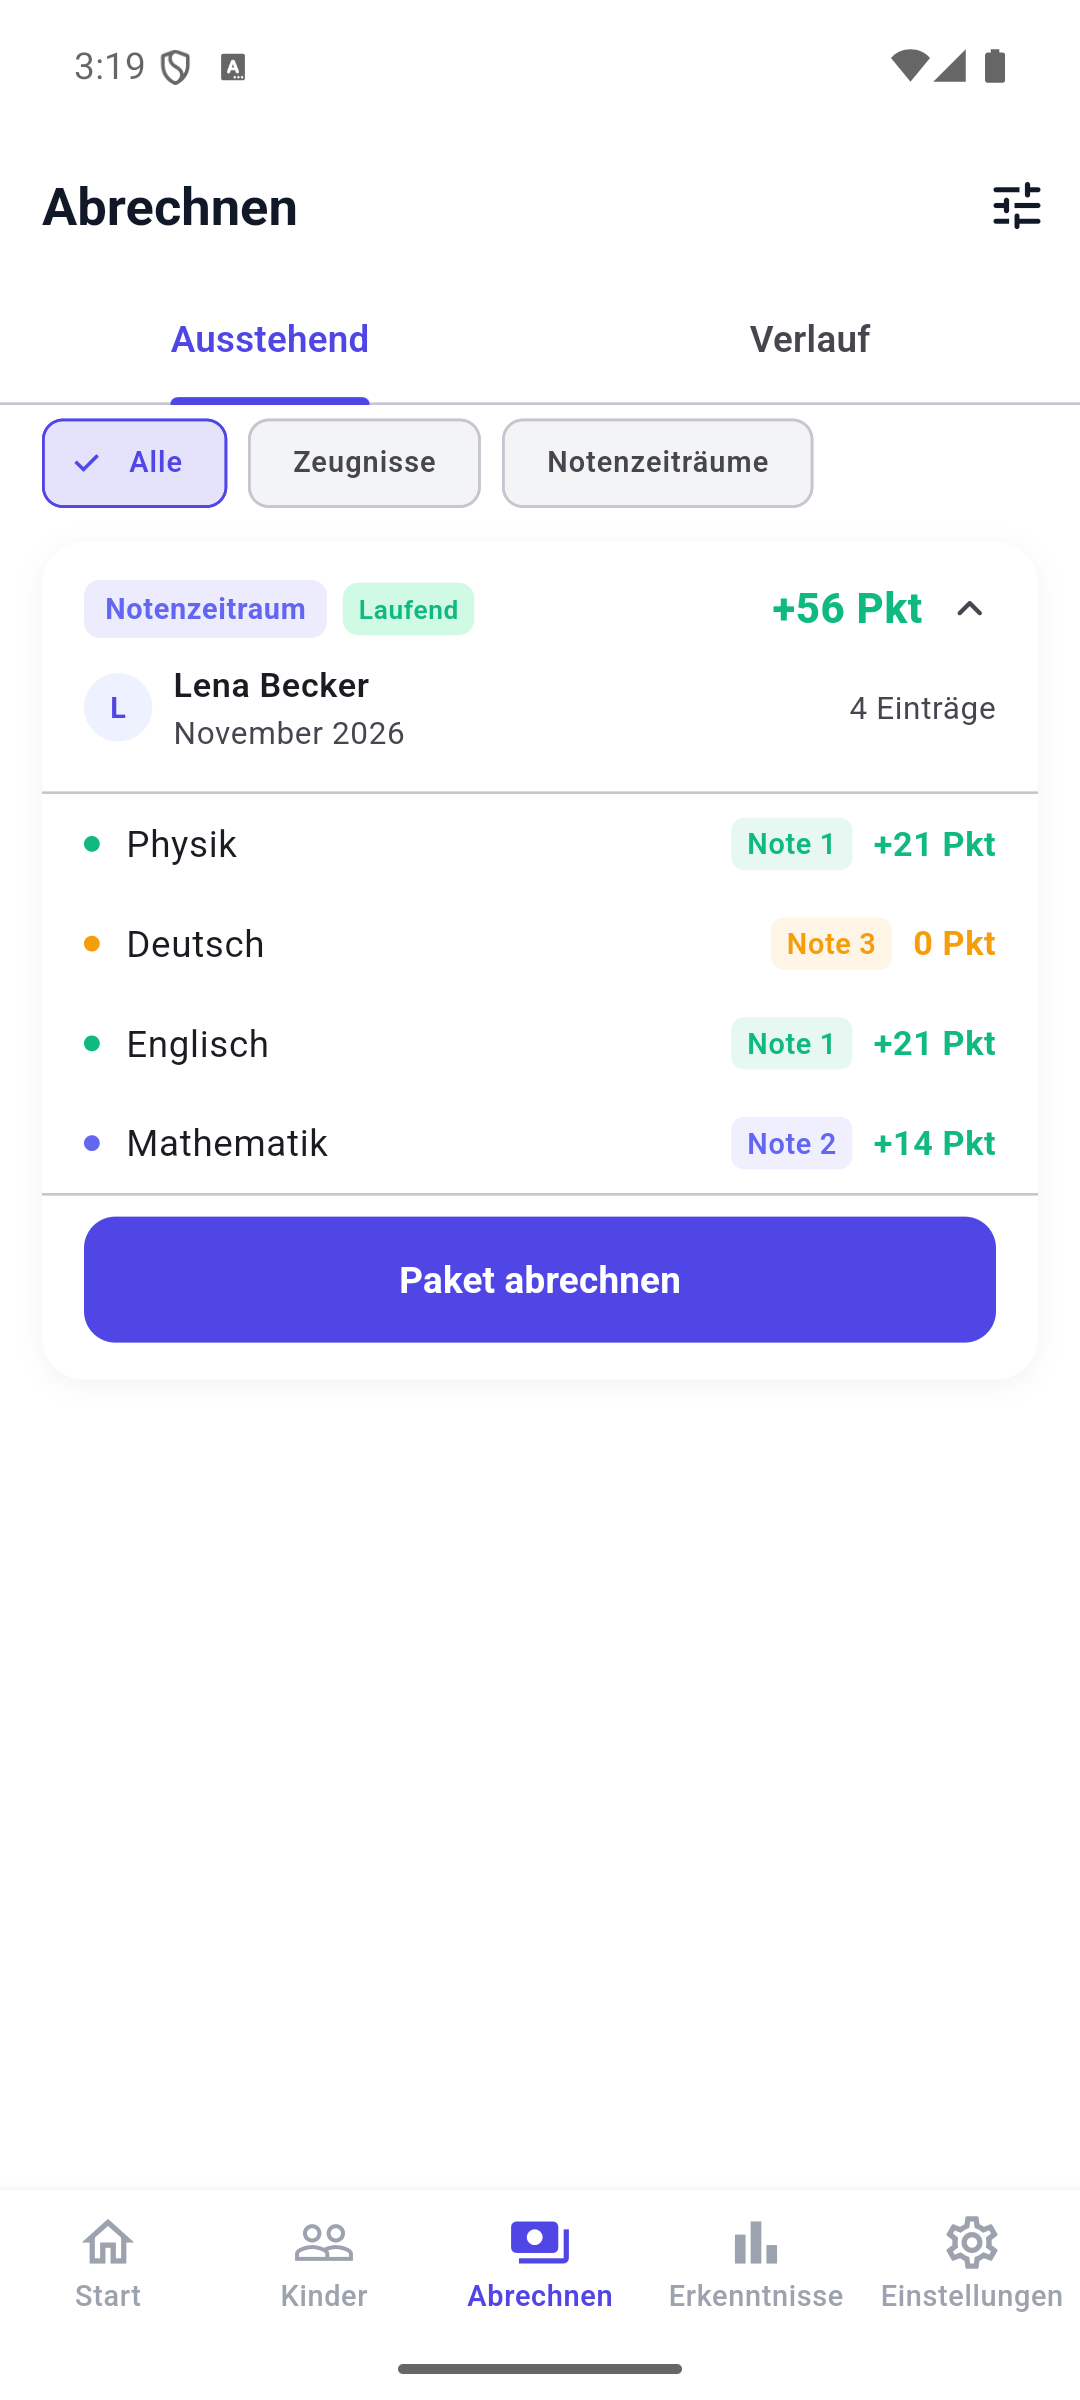 3:19
Abrechnen
Ausstehend Verlauf
Alle Zeugnisse Notenzeiträume
Notenzeitraum Laufend +56 Pkt
L Lena Becker
November 2026
4 Einträge
Physik Note 1 +21 Pkt
Deutsch Note 3 0 Pkt
Englisch Note 1 +21 Pkt
Mathematik Note 2 +14 Pkt
Paket abrechnen
Start Kinder Abrechnen Erkenntnisse Einstellungen